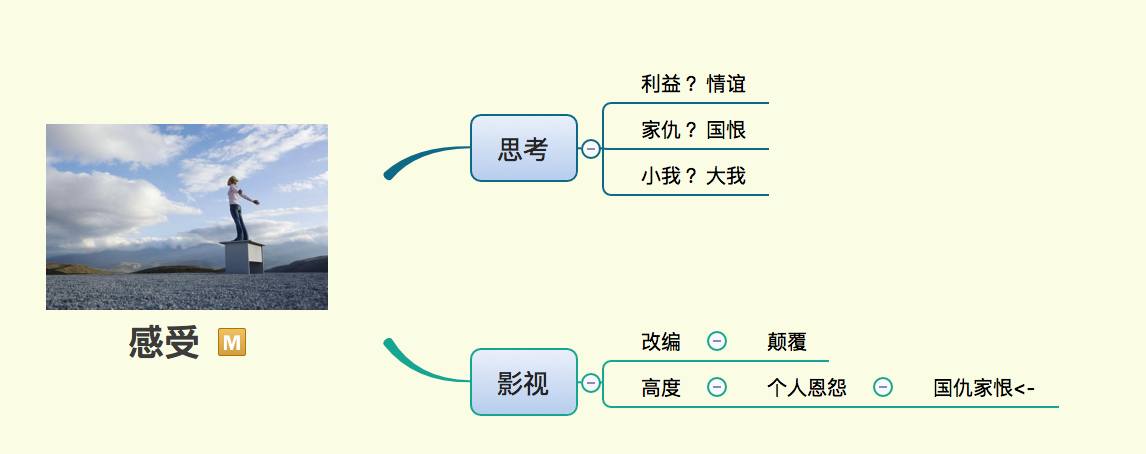 感受 M
思考
利益？ 情谊
家仇？ 国恨
小我？ 大我
影视
改编 颠覆
高度 个人恩怨 国仇家恨<-